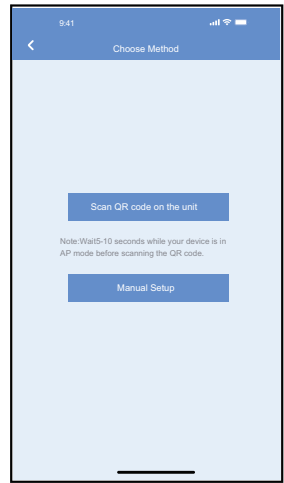 9:41
Choose Method
Scan QR code on the unit
Note:Wait5-10 seconds while your device is in
AP mode before scanning the QR code.
Manual Setup